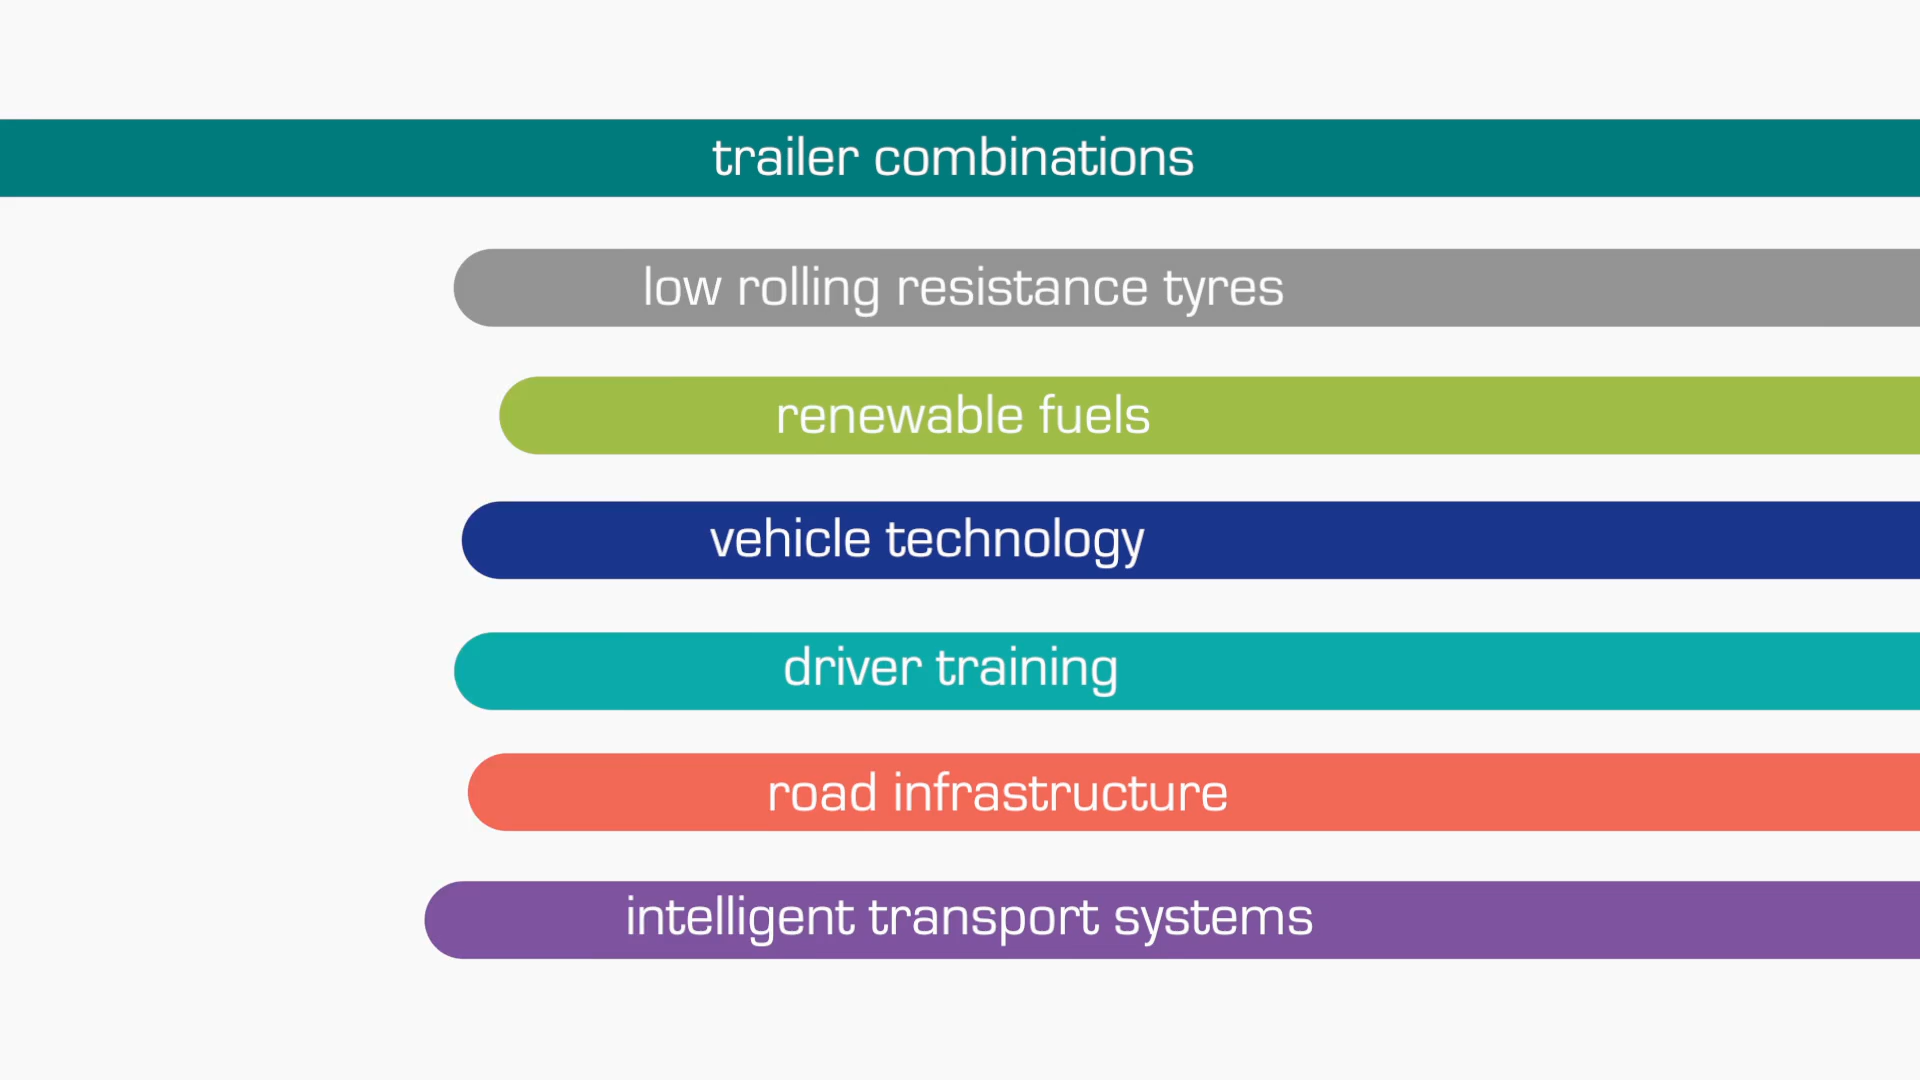 trailer combinations
low rolling resistance tyres
renewable fuels
vehicle technology
driver training
road infrastructure
intelligent transport systems